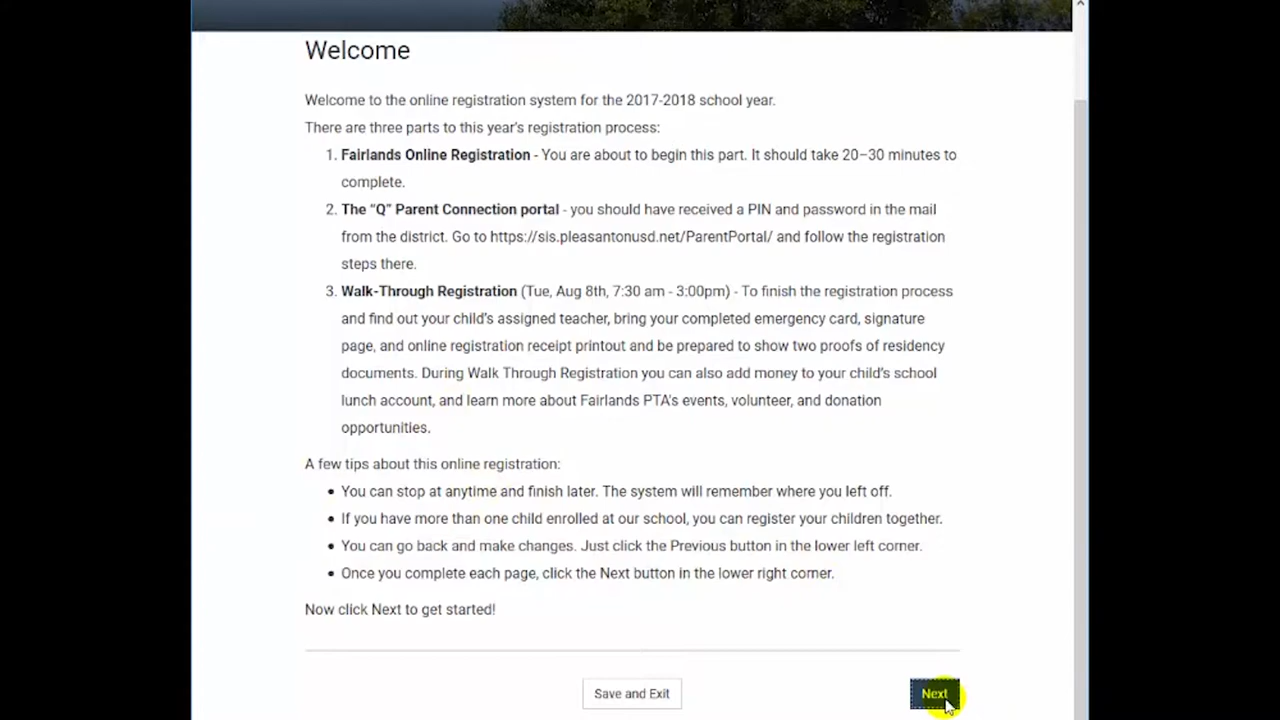 Welcome
Welcome to the online registration system for the 2017-2018 school year.
There are three parts to this year's registration process:
1. Fairlands Online Registration - You are about to begin this part. It should take 20–30 minutes to
complete.
2. The “Q” Parent Connection portal - you should have received a PIN and password in the mail
from the district. Go to https://sis.pleasantonusd.net/ParentPortal/ and follow the registration
steps there.
3. Walk-Through Registration (Tue, Aug 8th, 7:30 am - 3:00pm) - To finish the registration process
and find out your child's assigned teacher, bring your completed emergency card, signature
page, and online registration receipt printout and be prepared to show two proofs of residency
documents. During Walk Through Registration you can also add money to your child's school
lunch account, and learn more about Fairlands PTA's events, volunteer, and donation
opportunities.
A few tips about this online registration:
• You can stop at anytime and finish later. The system will remember where you left off.
• If you have more than one child enrolled at our school, you can register your children together.
• You can go back and make changes. Just click the Previous button in the lower left corner.
• Once you complete each page, click the Next button in the lower right corner.
Now click Next to get started!
Save and Exit
Next